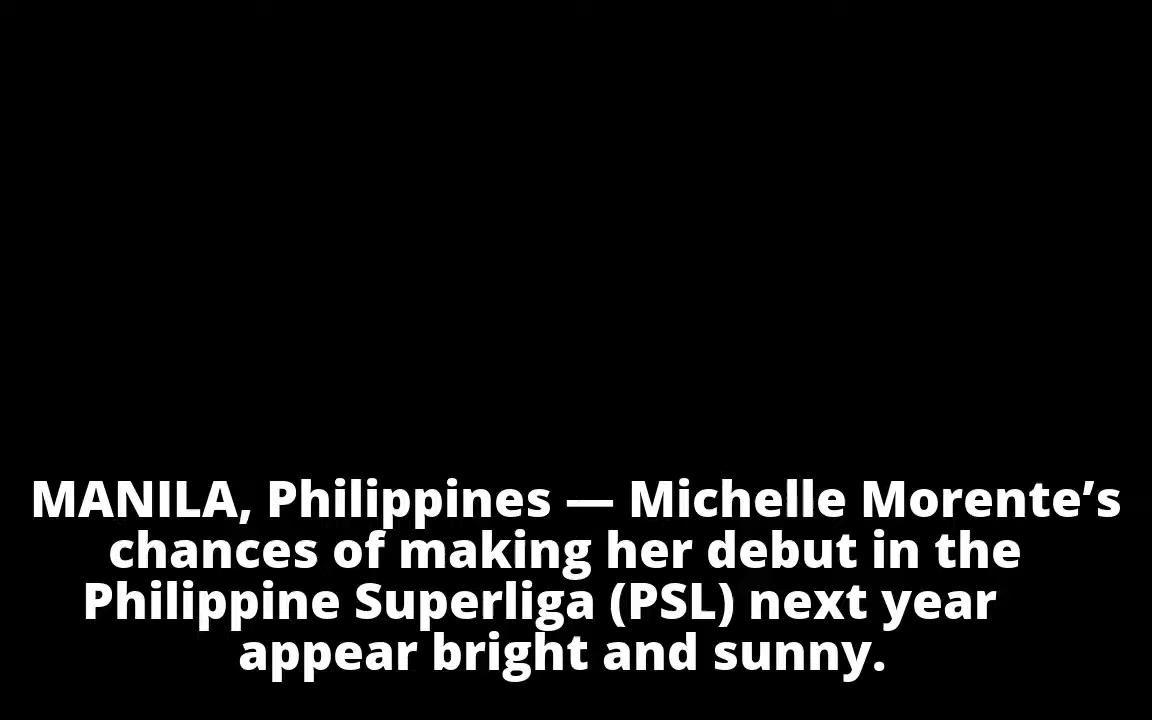 MANILA, Philippines — Michelle Morente’s
chances of making her debut in the
Philippine Superliga (PSL) next year
appear bright and sunny.